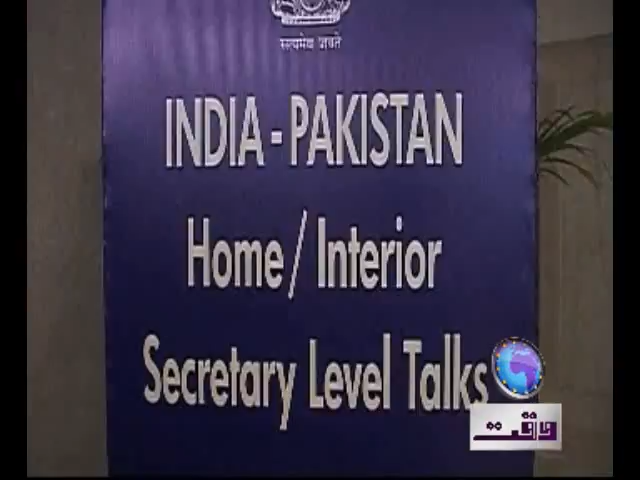 सत्यमेव जयते
INDIA - PAKISTAN
Home / Interior
Secretary Level Talks
وقت